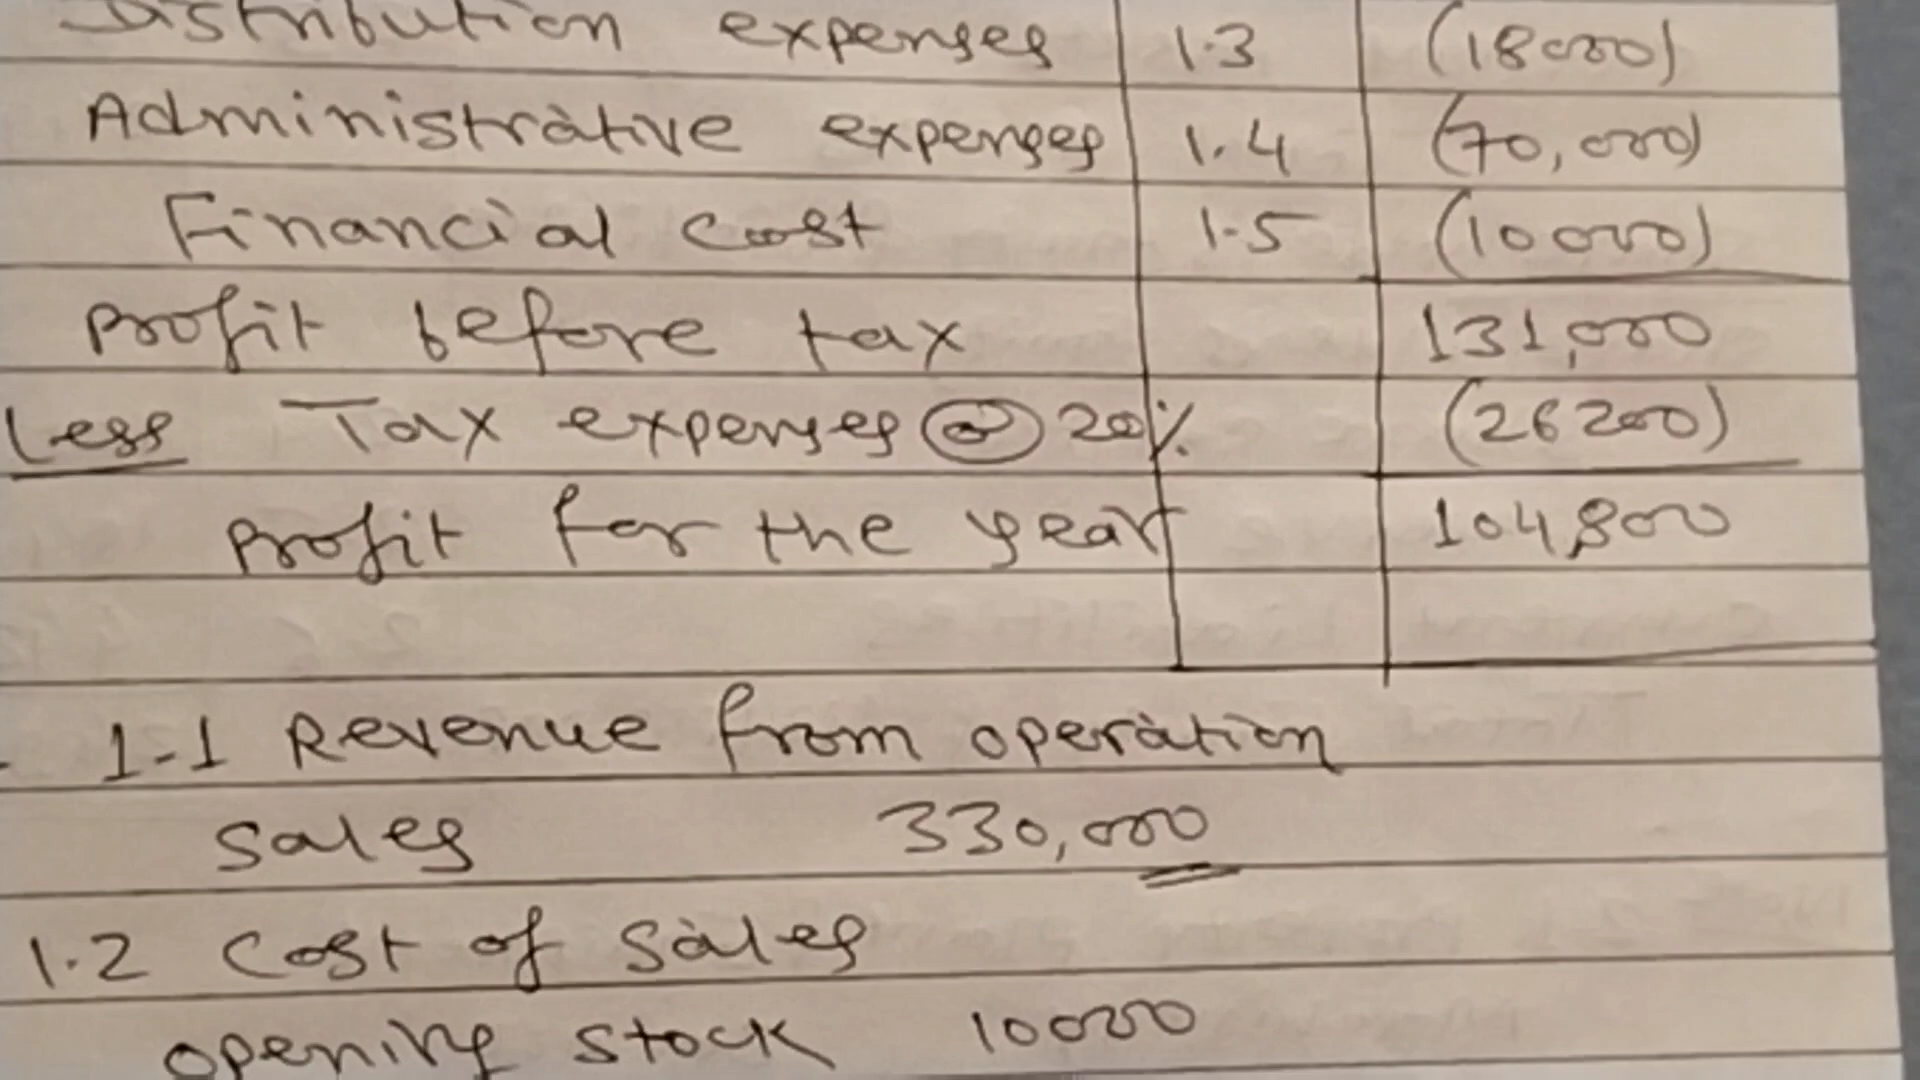 Distribution expenses 1.3 (18000)
Administrative expenses 1.4 (70,000)
Financial cost 1.5 (10000)
Profit before tax 131,000
Less Tax expenses @ 20% (26200)
Profit for the year 104,800
1-1 Revenue from operation
Sales 330,000
1.2 Cost of Sales
opening stock 10000